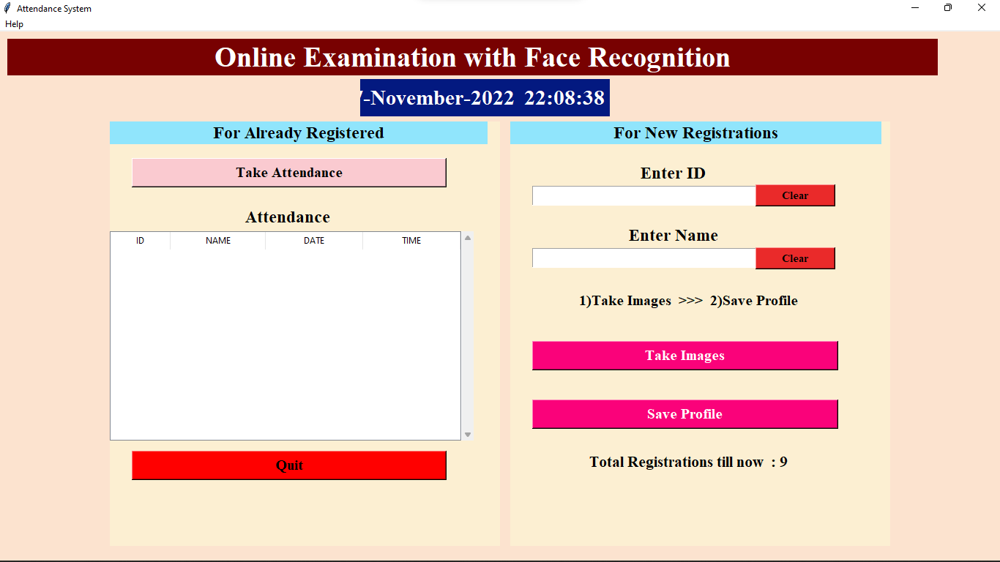 Attendance System
Help
Online Examination with Face Recognition
-November-2022 22:08:38
For Already Registered
Take Attendance
Attendance
ID NAME DATE TIME
Quit
For New Registrations
Enter ID
Clear
Enter Name
Clear
1)Take Images >>> 2)Save Profile
Take Images
Save Profile
Total Registrations till now : 9